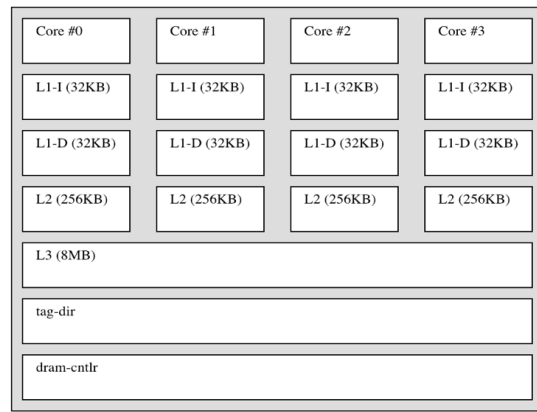 Core #0 Core #1 Core #2 Core #3
L1-I (32KB) L1-I (32KB) L1-I (32KB) L1-I (32KB)
L1-D (32KB) L1-D (32KB) L1-D (32KB) L1-D (32KB)
L2 (256KB) L2 (256KB) L2 (256KB) L2 (256KB)
L3 (8MB)
tag-dir
dram-cntlr